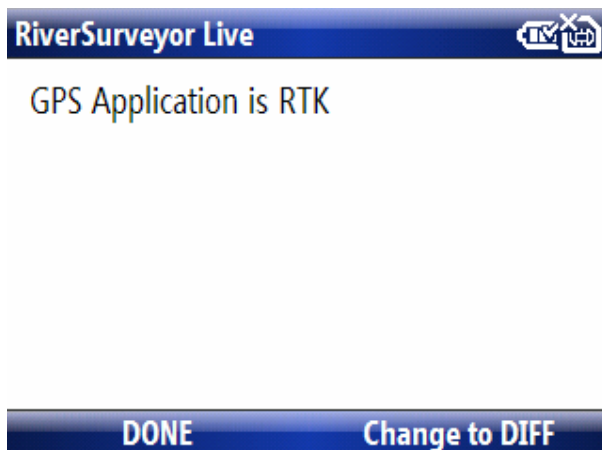 RiverSurveyor Live
GPS Application is RTK
DONE Change to DIFF